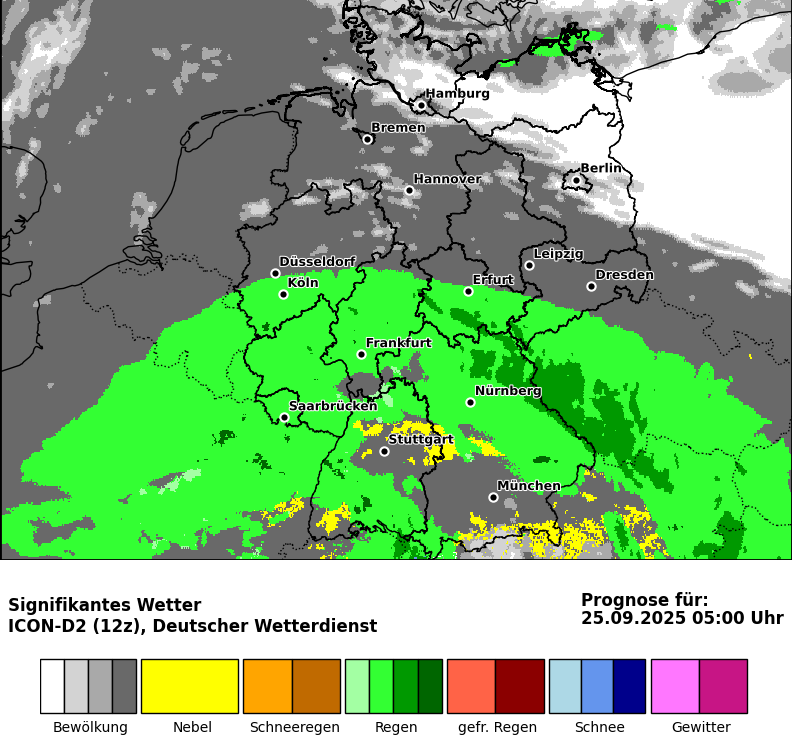 Hamburg
Bremen
Hannover
Berlin
Düsseldorf
Köln
Erfurt
Leipzig
Dresden
Frankfurt
Nürnberg
Saarbrücken
Stuttgart
München
Signifikantes Wetter
ICON-D2 (12z), Deutscher Wetterdienst
Prognose für:
25.09.2025 05:00 Uhr
Bewölkung Nebel Schneeregen Regen gefr. Regen Schnee Gewitter